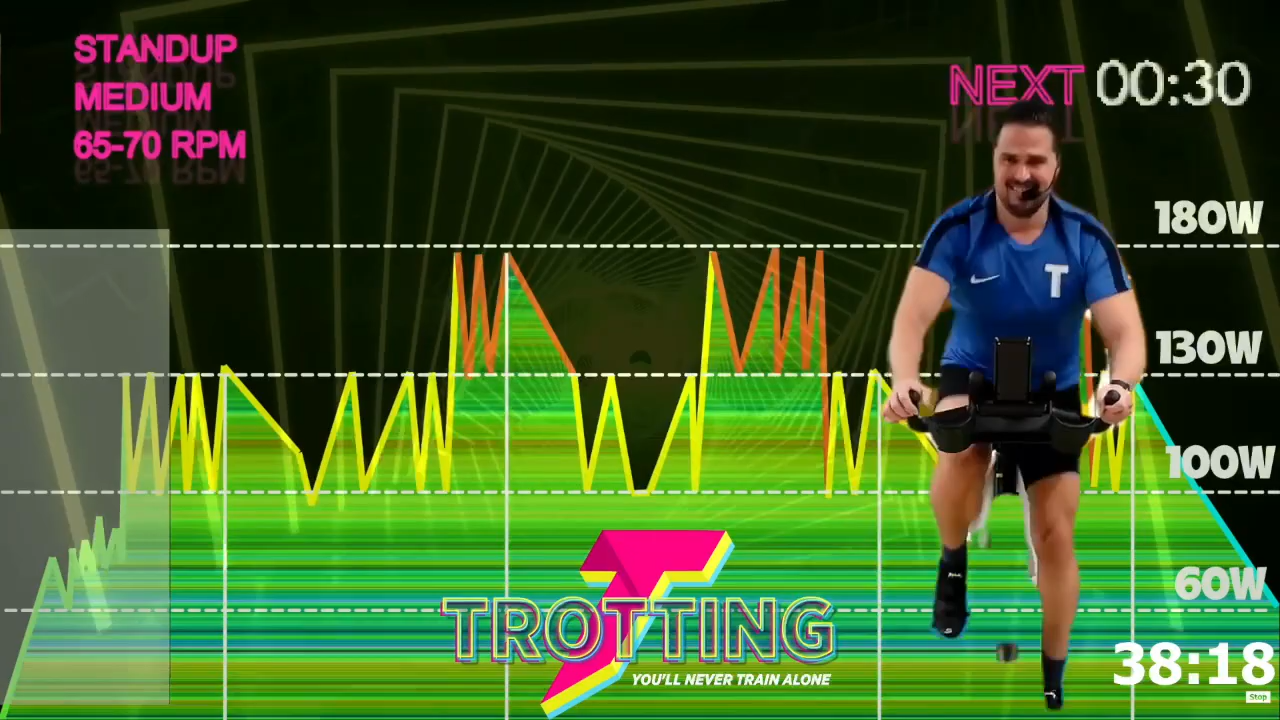 STANDUP
MEDIUM
65-70 RPM
NEXT 00:30
180W
130W
100W
60W
T
TROTTING
YOU'LL NEVER TRAIN ALONE
38:18
Stop